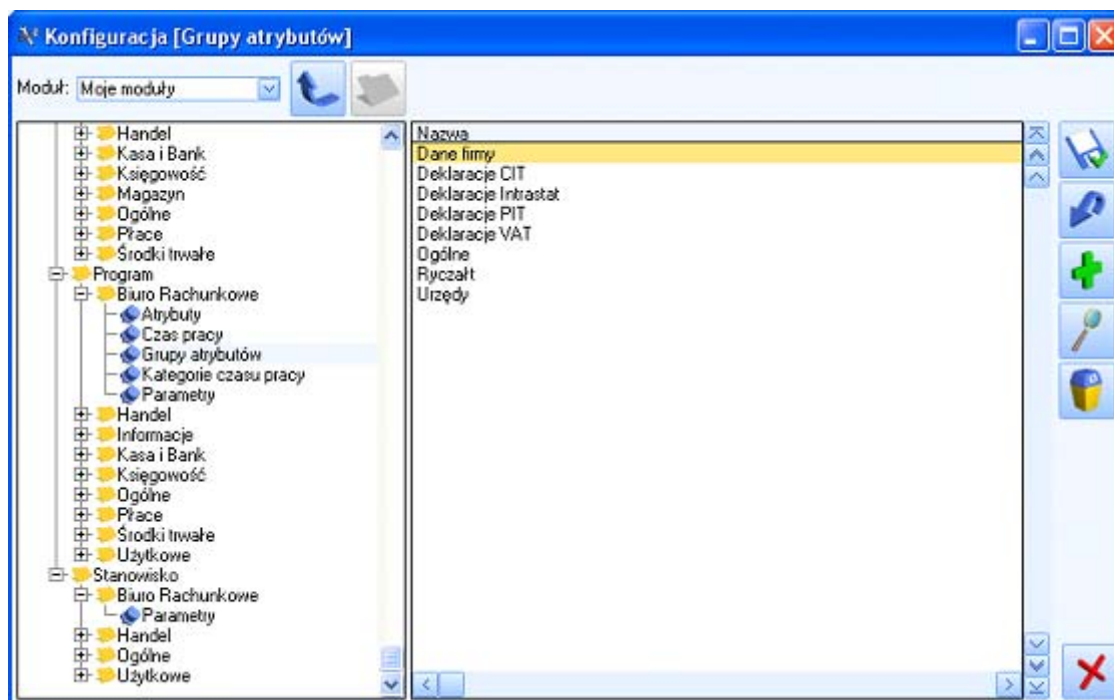 Konfiguracja [Grupy atrybutów]
Moduł: Moje moduły
Handel
Kasa i Bank
Księgowość
Magazyn
Ogólne
Płace
Środki trwałe
Program
Biuro Rachunkowe
Atrybuty
Czas pracy
Grupy atrybutów
Kategorie czasu pracy
Parametry
Handel
Informacje
Kasa i Bank
Księgowość
Ogólne
Płace
Środki trwałe
Użytkowe
Stanowisko
Biuro Rachunkowe
Parametry
Handel
Ogólne
Użytkowe
Nazwa
Dane firmy
Deklaracje CIT
Deklaracje Intrastat
Deklaracje PIT
Deklaracje VAT
Ogólne
Ryczałt
Urzędy